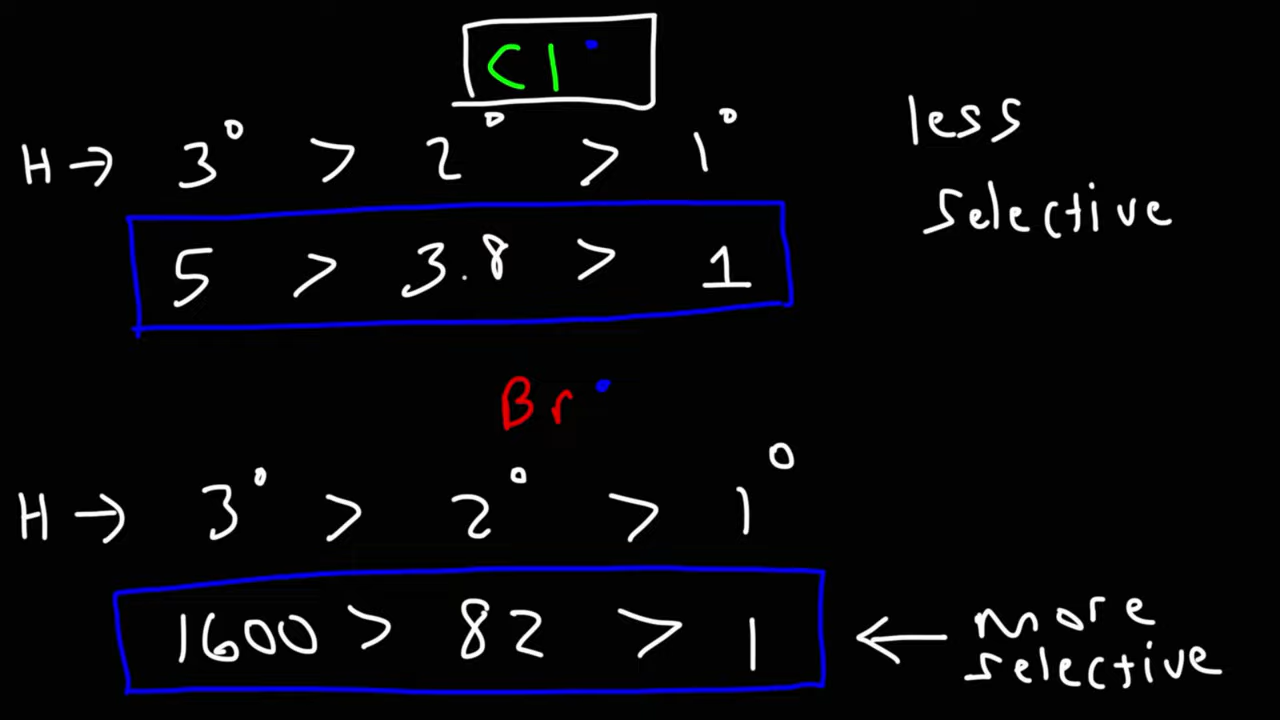 Cl•
H → 3° > 2° > 1°
less
selective
5 > 3.8 > 1
Br•
H → 3° > 2° > 1°
1600 > 82 > 1
← more
selective